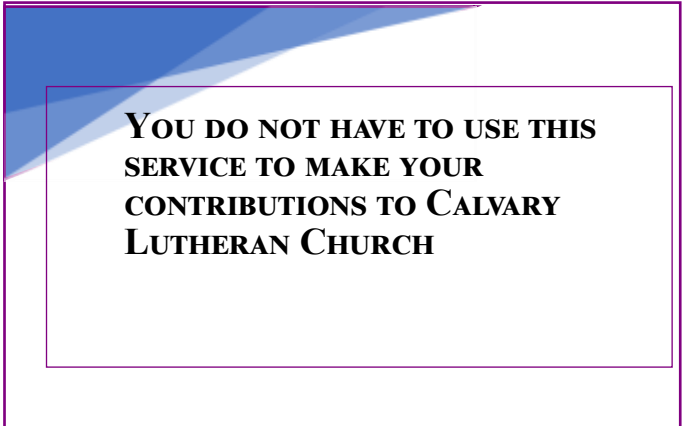 You do not have to use this
service to make your
contributions to Calvary
Lutheran Church